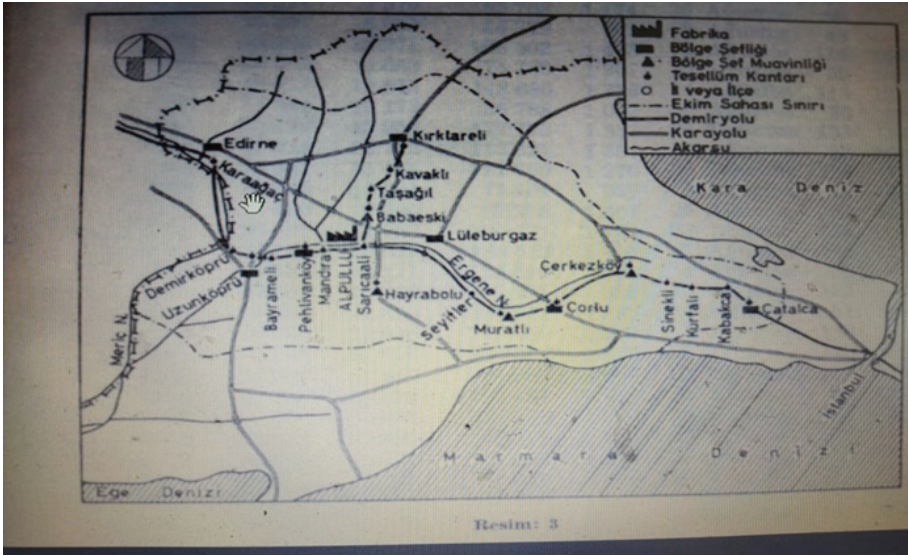 Fabrika
Bölge Şefliği
Bölge Şef Muavinliği
Tesellüm Kantarı
İl veya İlçe
Ekim Sahası Sınırı
Demiryolu
Karayolu
Akarsu
Edirne
Kırklareli
Karaağaç
Kavaklı
Taşağıl
Babaeski
Kara Deniz
Lüleburgaz
Demirköprü
Uzunköprü
Bayrameli
Pehlivanköy
Mandra
ALPULLU
Sarıcaali
Ergene N.
Çerkezköy
Hayrabolu
Seyitler
Muratlı
Çorlu
Sinekli
Kurfalı
Kabakca
Çatalca
Meriç N.
İstanbul
Marmara Denizi
Ege Denizi
Resim: 3